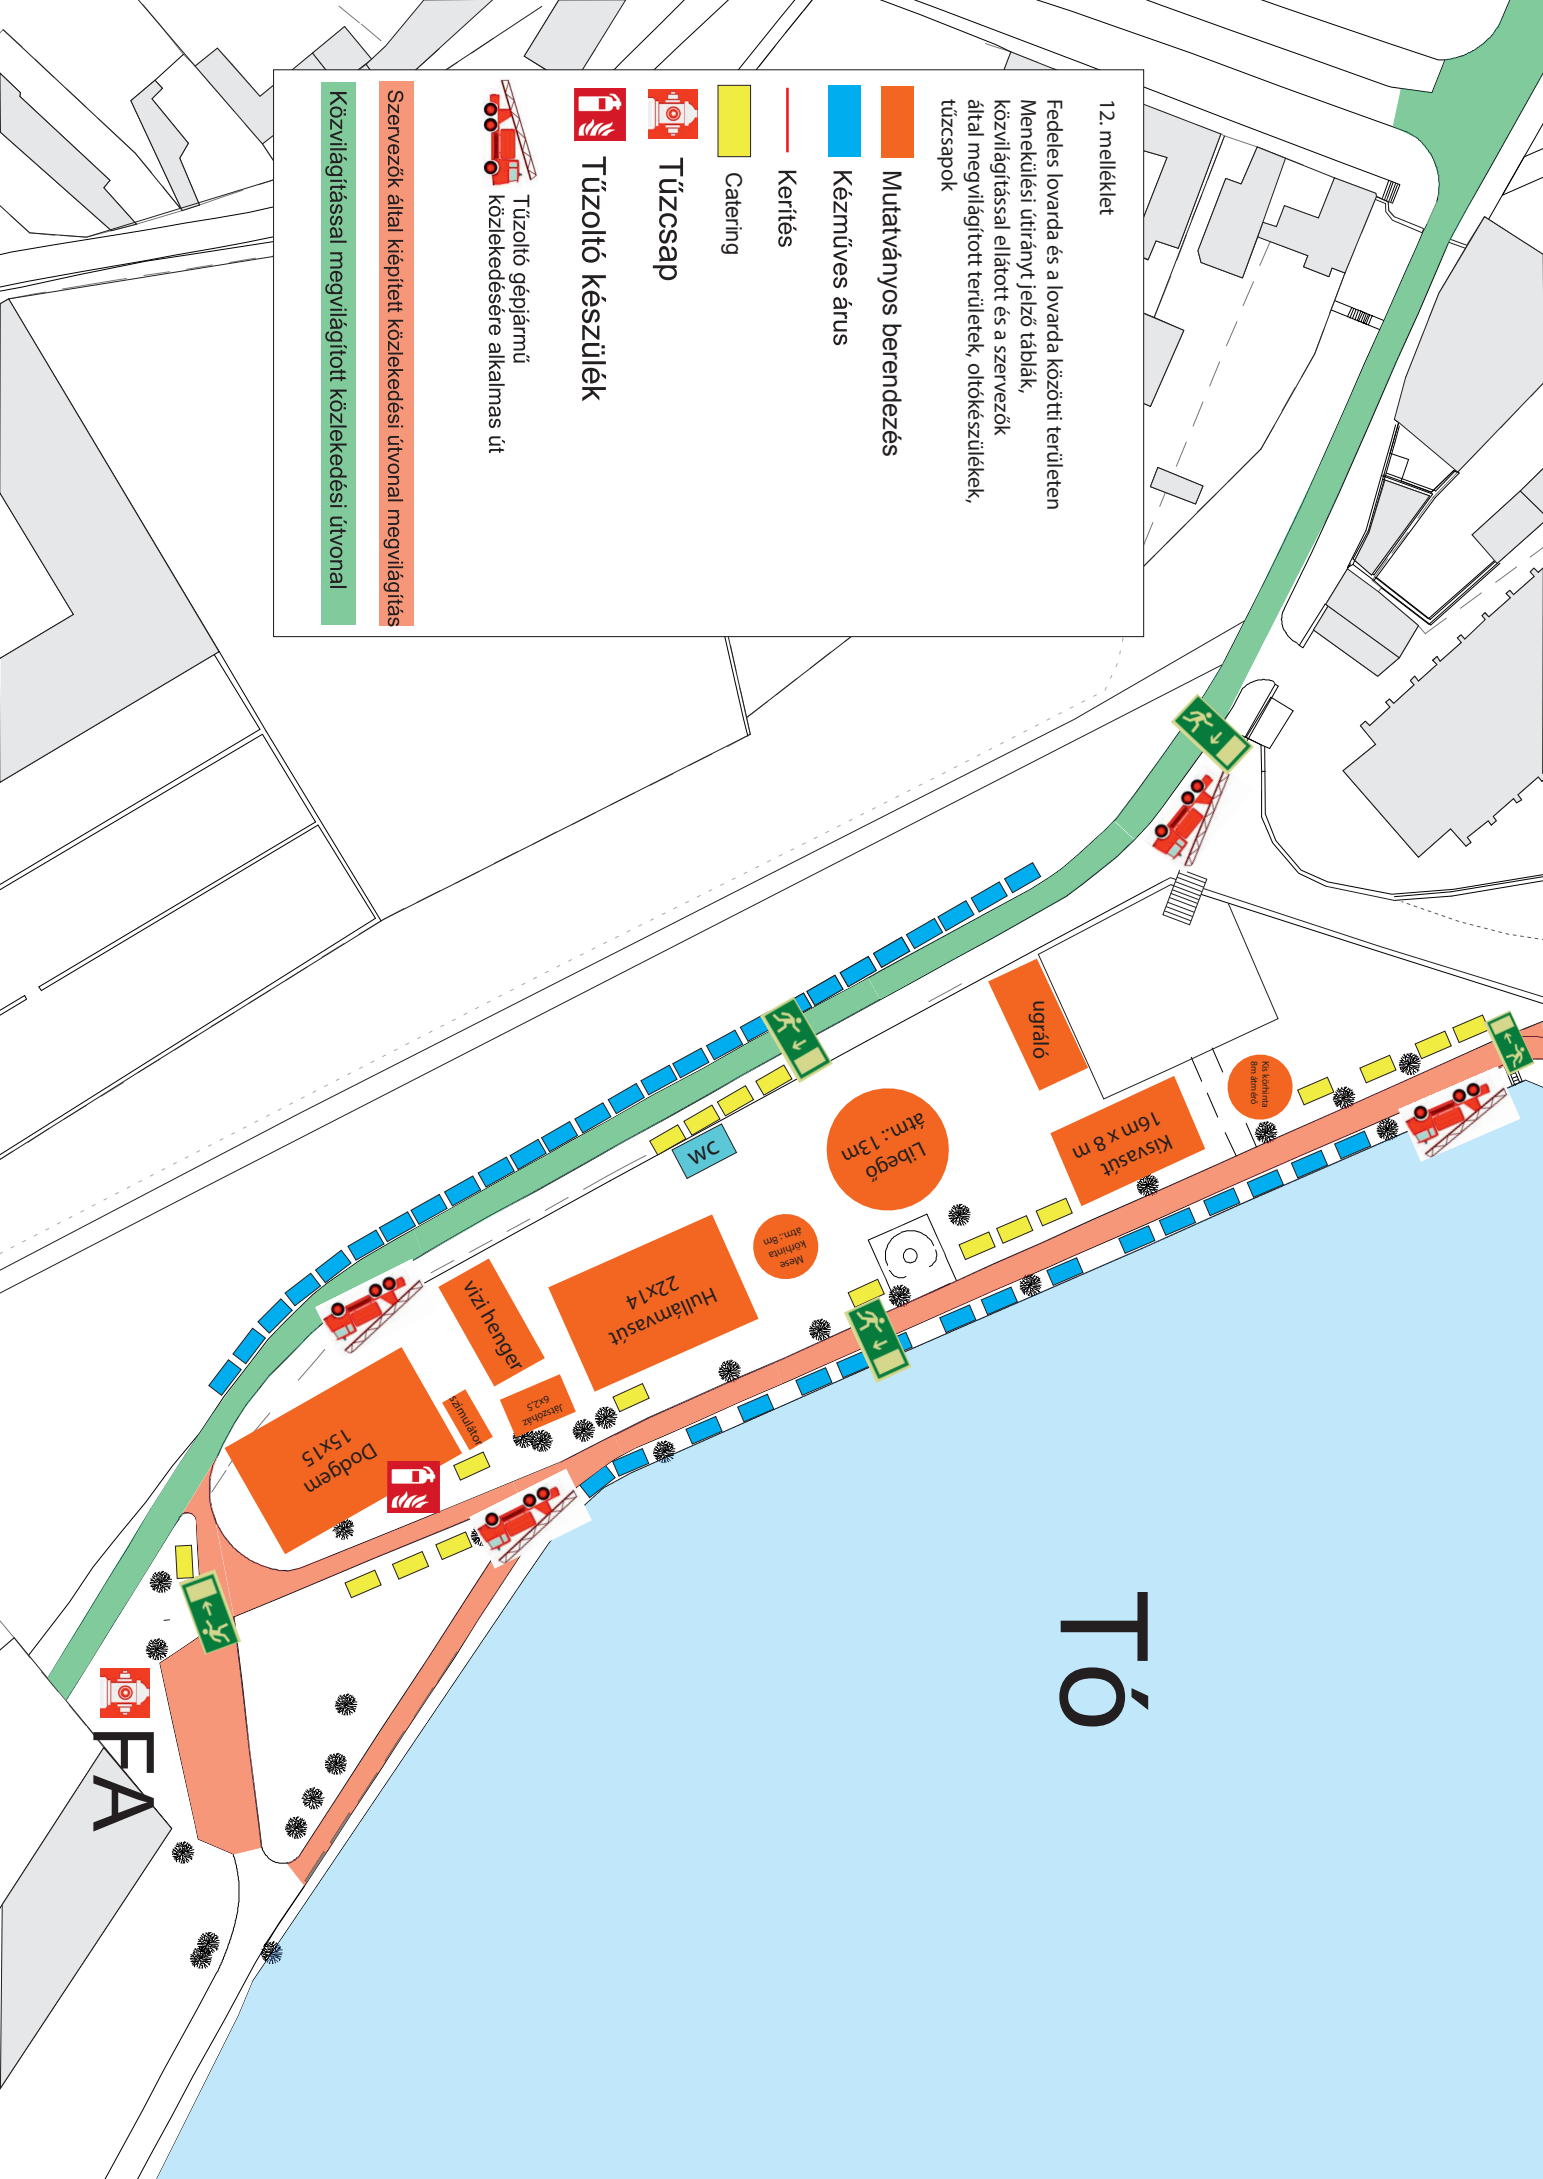 12. melléklet
Fedeles lovarda és a lovarda közötti területen
Menekülési útirányt jelző táblák,
közvilágítással ellátott és a szervezők
által megvilágított területek, oltókészülékek,
tűzcsapok
Mutatványos berendezés
Kézműves árus
Kerítés
Catering
Tűzcsap
Tűzoltó készülék
Tűzoltó gépjármű
közlekedésére alkalmas út
Szervezők által kiépített közlekedési útvonal megvilágítás
Közvilágítással megvilágított közlekedési útvonal
ugráló
Kis körhinta
8m átmérő
Kisvasút
16m x 8 m
Libegő
átm.: 13m
WC
Mese
körhinta
átm.: 8m
Hullámvasút
22x14
vizi henger
Játszóház
6x2,5
szimulátor
Dodgem
15x15
Tó
FA